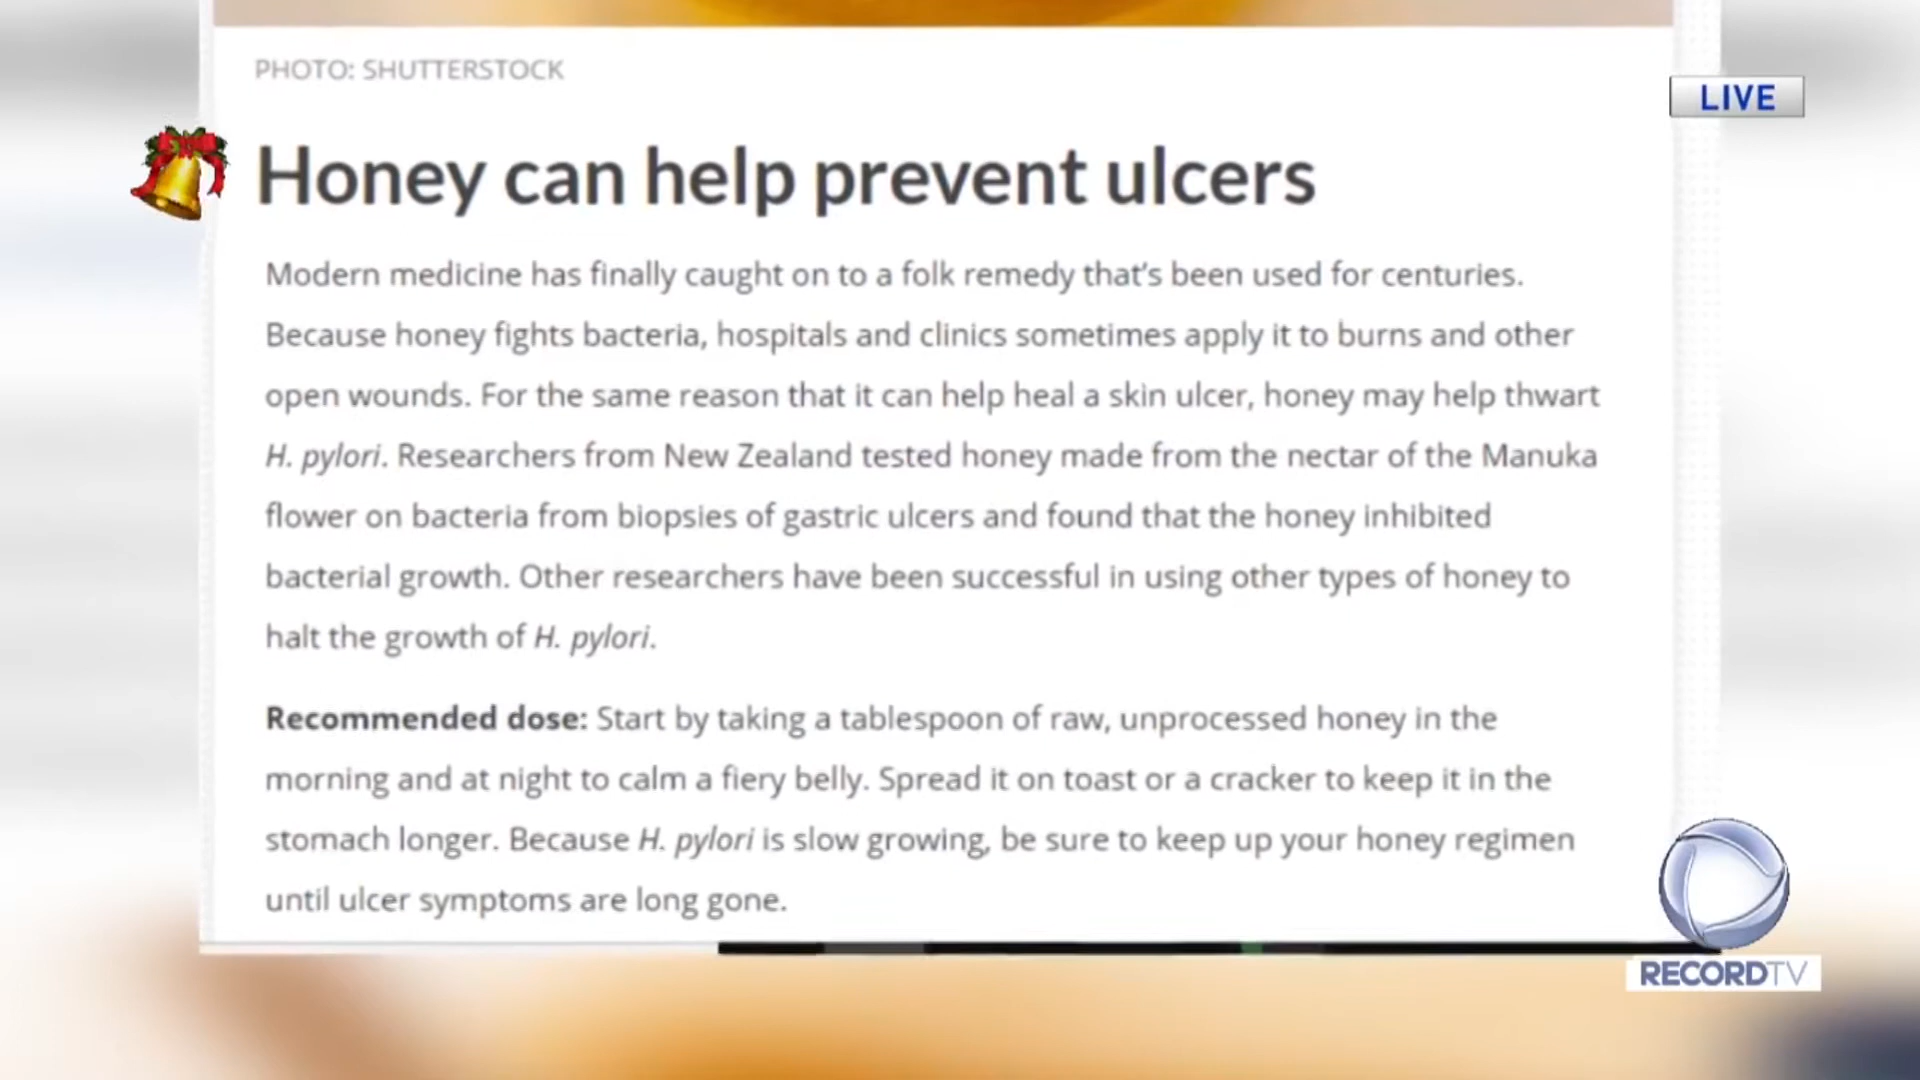 PHOTO: SHUTTERSTOCK
LIVE
Honey can help prevent ulcers
Modern medicine has finally caught on to a folk remedy that's been used for centuries.
Because honey fights bacteria, hospitals and clinics sometimes apply it to burns and other
open wounds. For the same reason that it can help heal a skin ulcer, honey may help thwart
H. pylori. Researchers from New Zealand tested honey made from the nectar of the Manuka
flower on bacteria from biopsies of gastric ulcers and found that the honey inhibited
bacterial growth. Other researchers have been successful in using other types of honey to
halt the growth of H. pylori.
Recommended dose: Start by taking a tablespoon of raw, unprocessed honey in the
morning and at night to calm a fiery belly. Spread it on toast or a cracker to keep it in the
stomach longer. Because H. pylori is slow growing, be sure to keep up your honey regimen
until ulcer symptoms are long gone.
RECORDTV